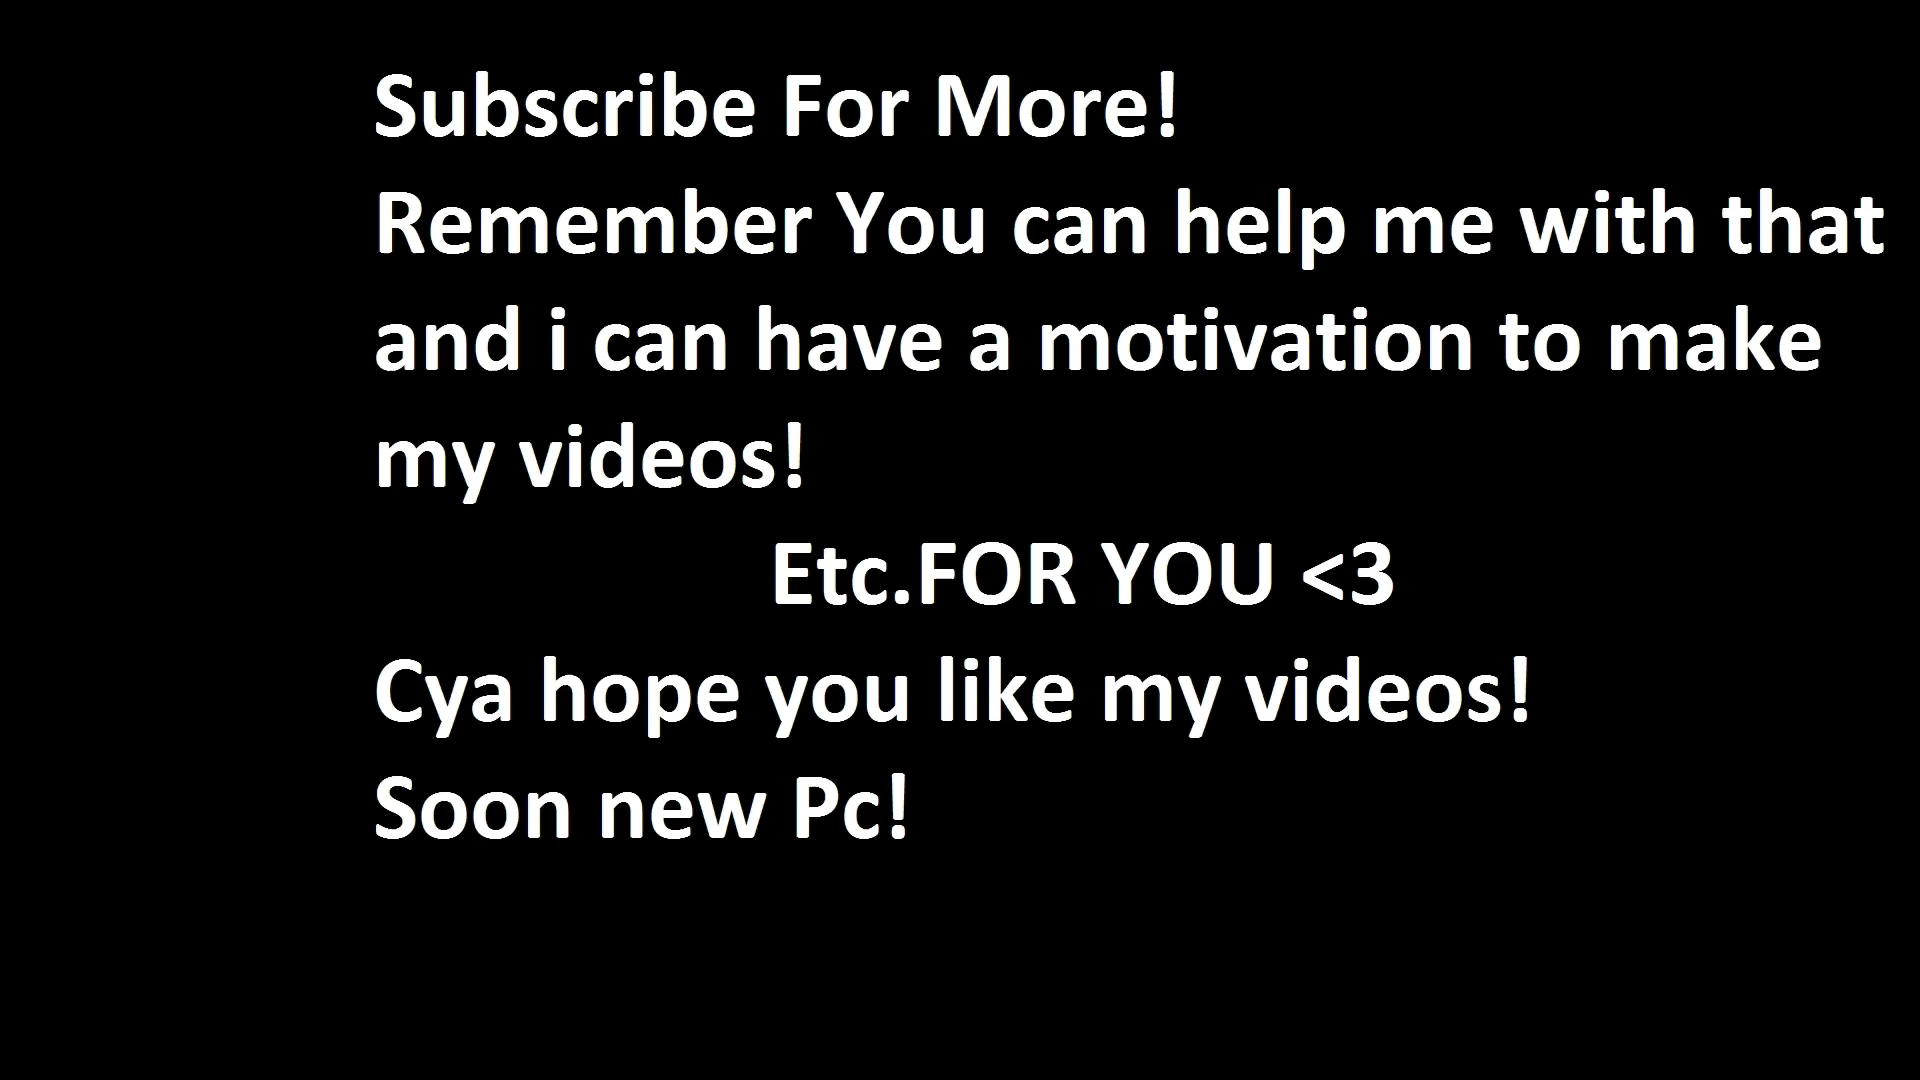 Subscribe For More!
Remember You can help me with that
and i can have a motivation to make
my videos!
Etc.FOR YOU <3
Cya hope you like my videos!
Soon new Pc!